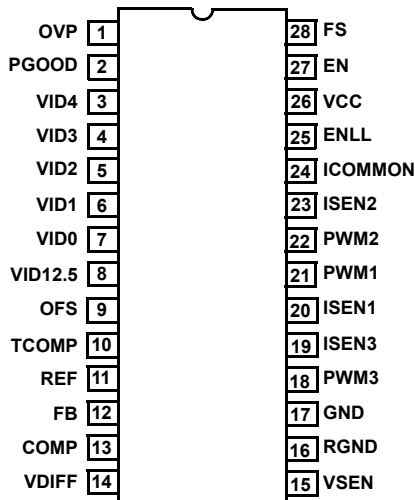 OVP 1 28 FS
PGOOD 2 27 EN
VID4 3 26 VCC
VID3 4 25 ENLL
VID2 5 24 ICOMMON
VID1 6 23 ISEN2
VID0 7 22 PWM2
VID12.5 8 21 PWM1
OFS 9 20 ISEN1
TCOMP 10 19 ISEN3
REF 11 18 PWM3
FB 12 17 GND
COMP 13 16 RGND
VDIFF 14 15 VSEN